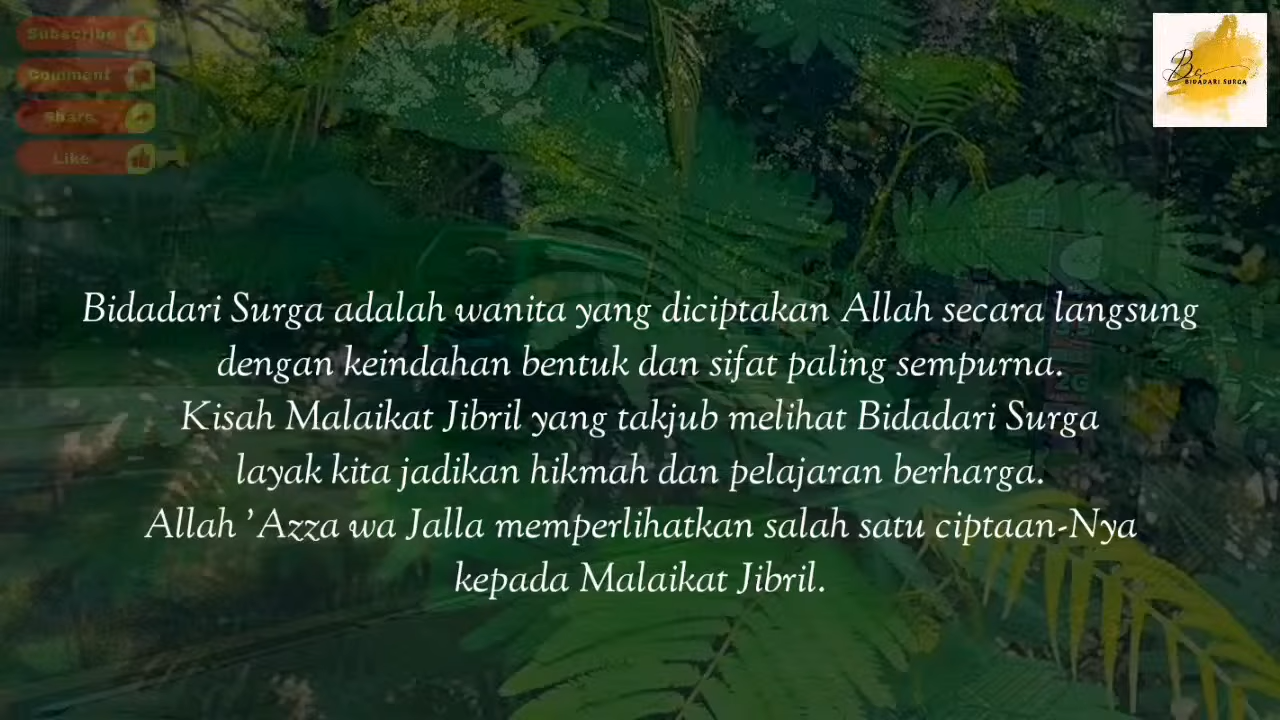 Subscribe
Comment
Share
Like
BIDADARI SURGA
Bidadari Surga adalah wanita yang diciptakan Allah secara langsung
dengan keindahan bentuk dan sifat paling sempurna.
Kisah Malaikat Jibril yang takjub melihat Bidadari Surga
layak kita jadikan hikmah dan pelajaran berharga.
Allah 'Azza wa Jalla memperlihatkan salah satu ciptaan-Nya
kepada Malaikat Jibril.